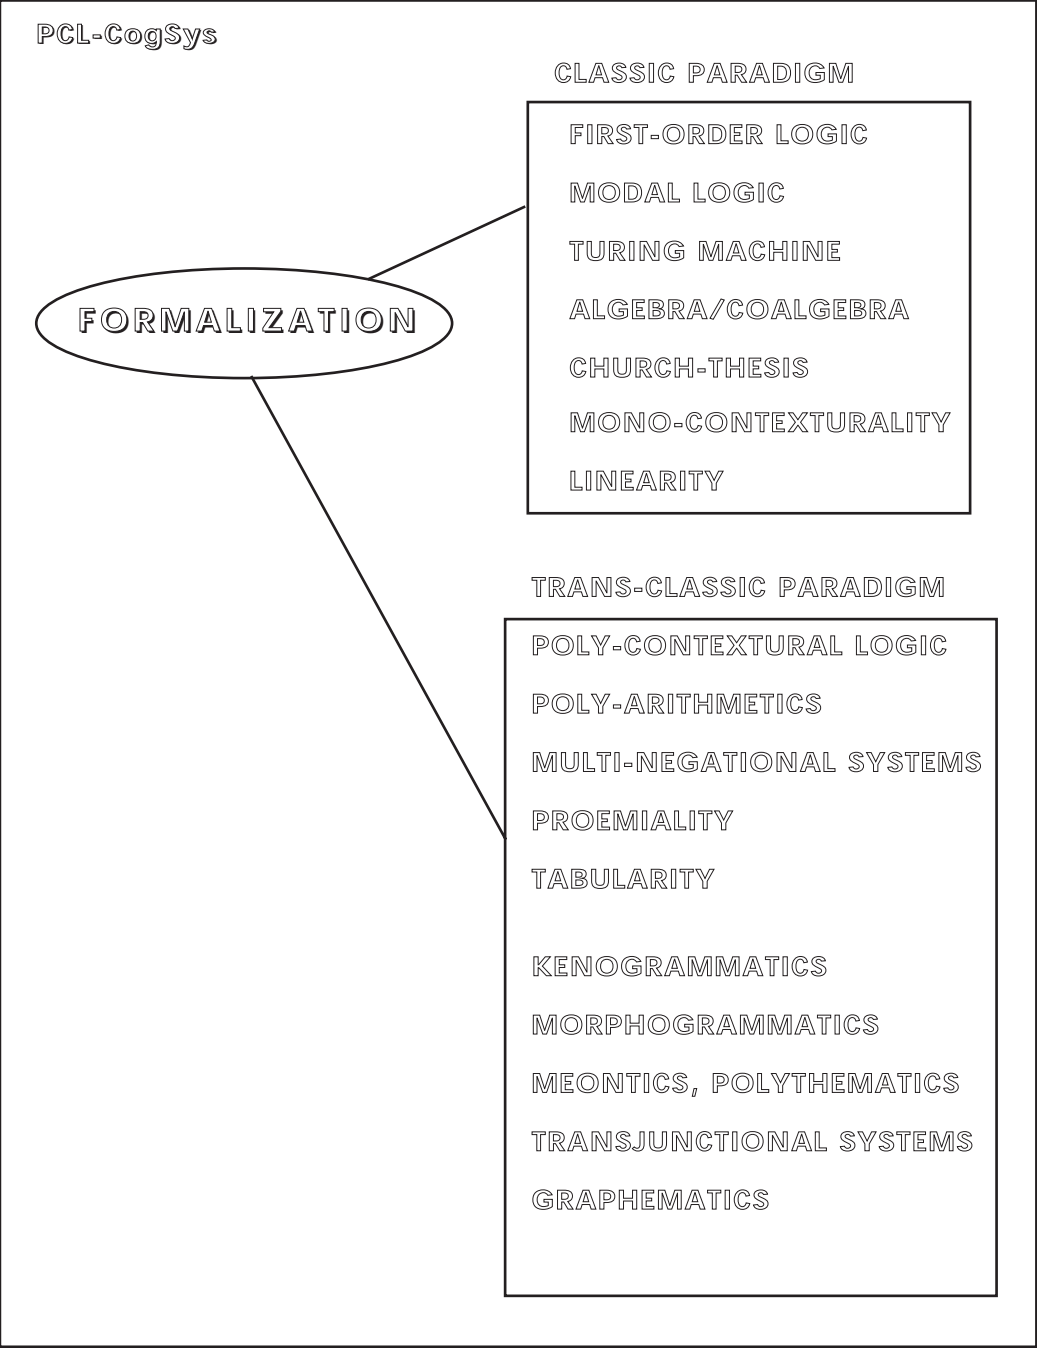 PCL-CogSys
CLASSIC PARADIGM
FIRST-ORDER LOGIC
MODAL LOGIC
TURING MACHINE
ALGEBRA/COALGEBRA
CHURCH-THESIS
MONO-CONTEXTURALITY
LINEARITY
FORMALIZATION
TRANS-CLASSIC PARADIGM
POLY-CONTEXTURAL LOGIC
POLY-ARITHMETICS
MULTI-NEGATIONAL SYSTEMS
PROEMIALITY
TABULARITY
KENOGRAMMATICS
MORPHOGRAMMATICS
MEONTICS, POLYTHEMATICS
TRANSJUNCTIONAL SYSTEMS
GRAPHEMATICS